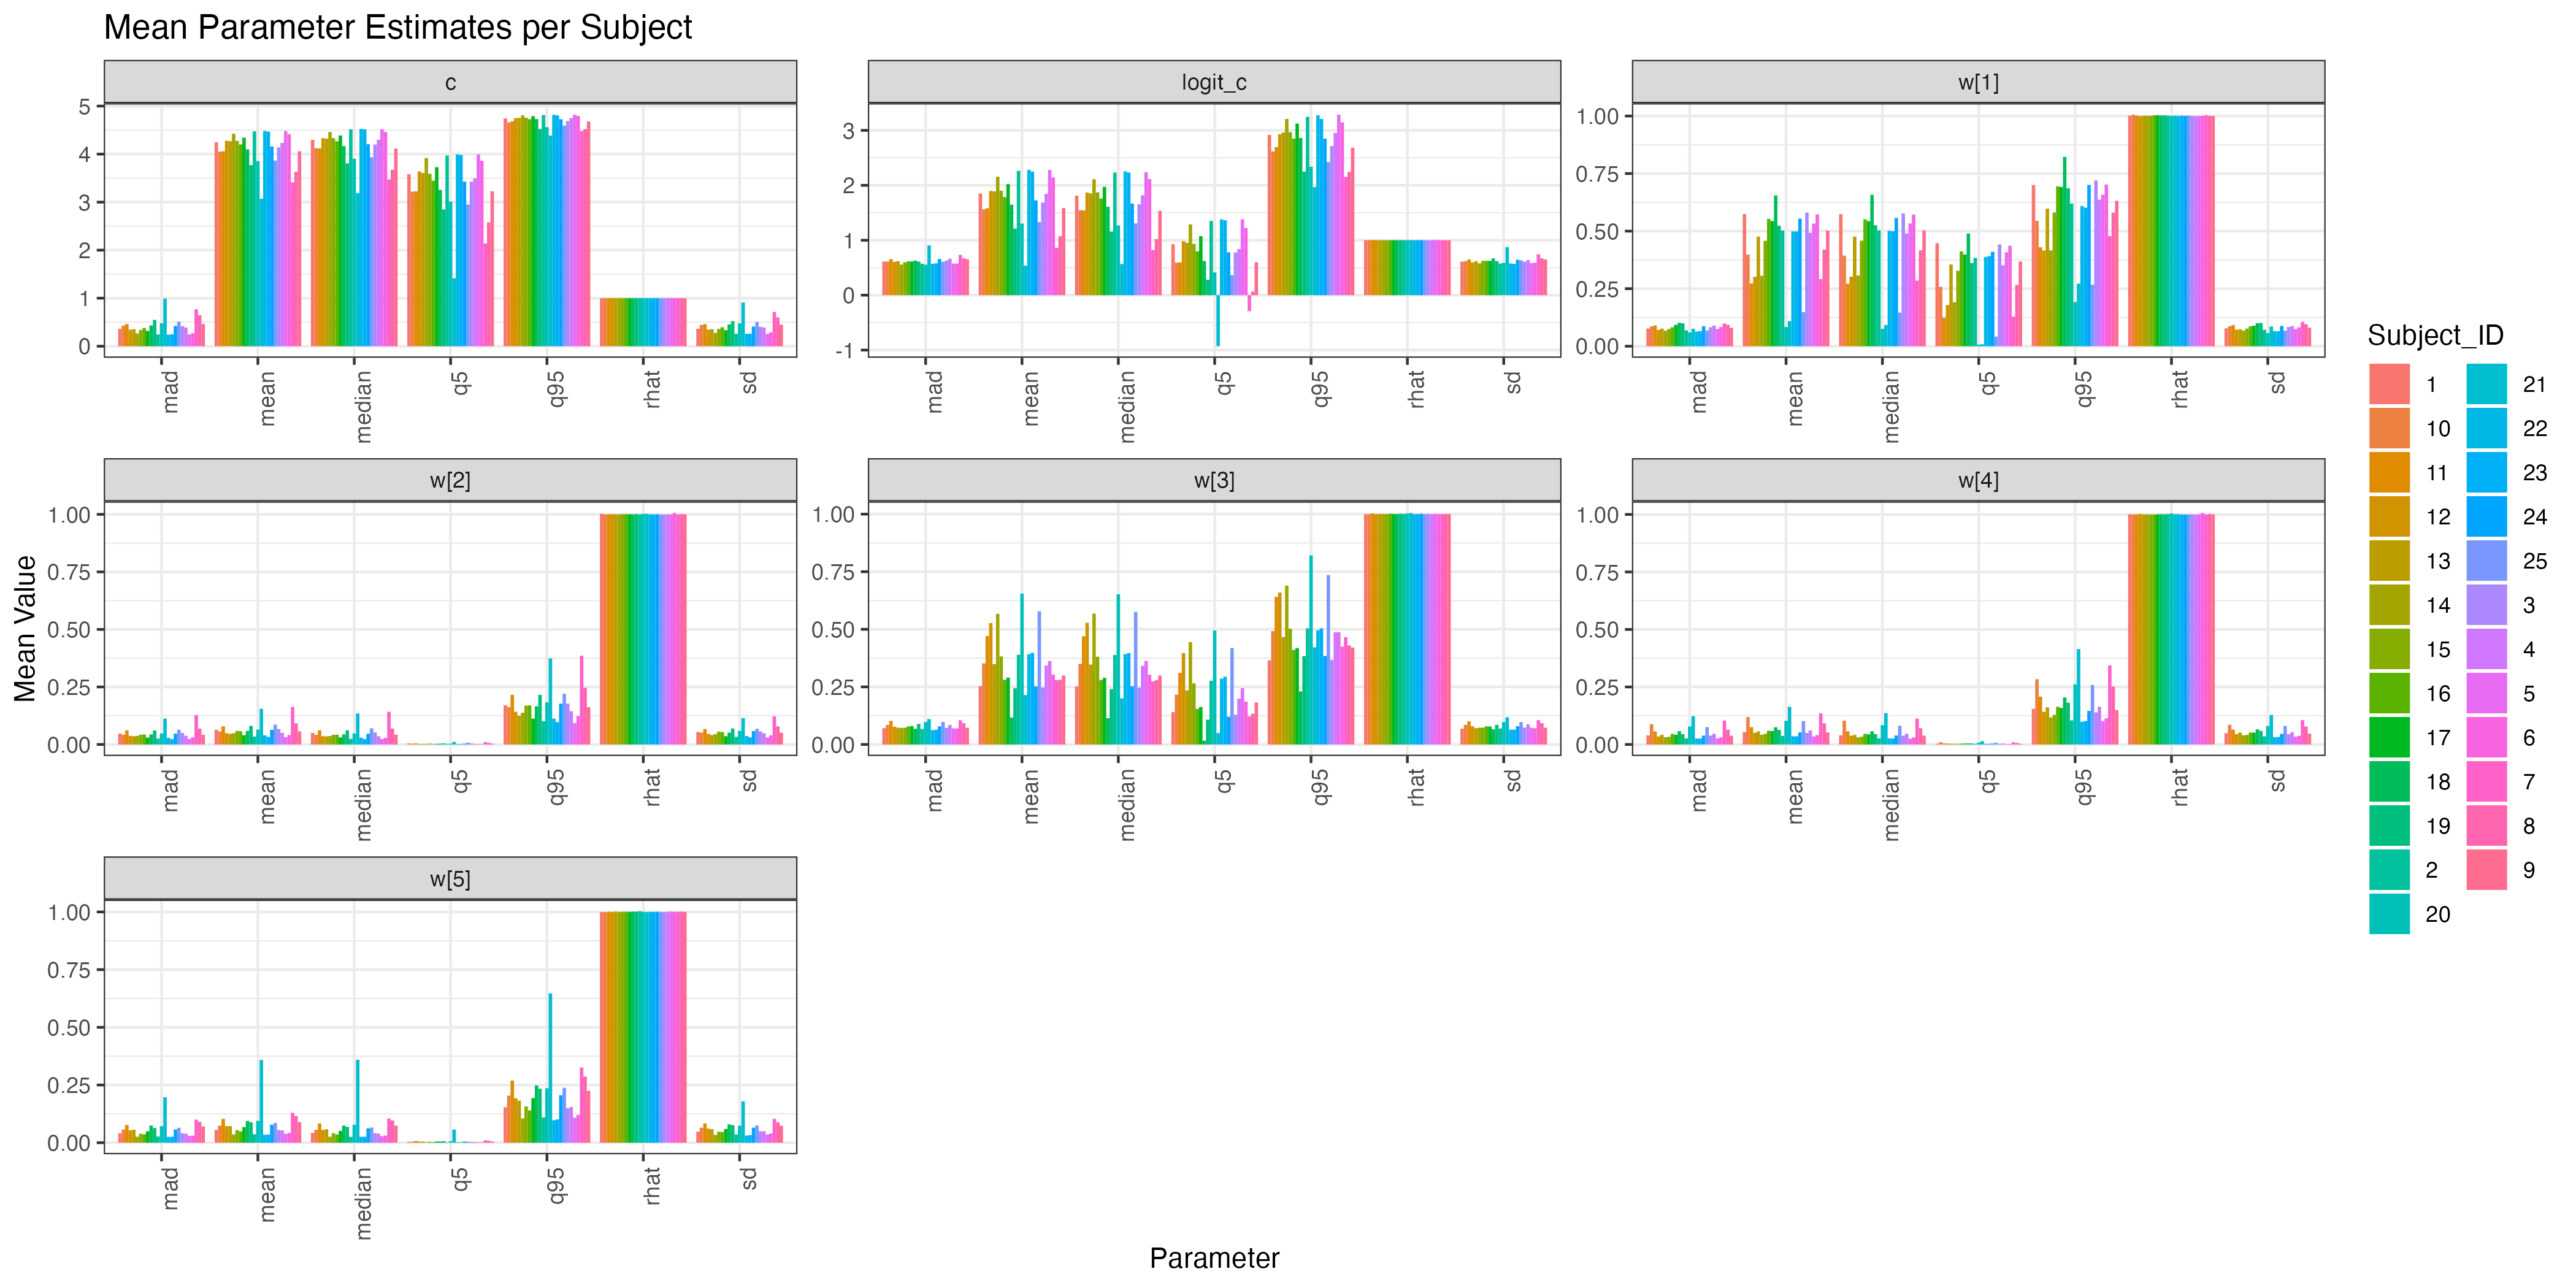 Mean Parameter Estimates per Subject
c
logit_c
w[1]
5
4
3
2
1
0
3
2
1
0
-1
1.00
0.75
0.50
0.25
0.00
mad
mean
median
q5
q95
rhat
sd
mad
mean
median
q5
q95
rhat
sd
mad
mean
median
q5
q95
rhat
sd
w[2]
w[3]
w[4]
1.00
0.75
0.50
0.25
0.00
1.00
0.75
0.50
0.25
0.00
1.00
0.75
0.50
0.25
0.00
mad
mean
median
q5
q95
rhat
sd
mad
mean
median
q5
q95
rhat
sd
mad
mean
median
q5
q95
rhat
sd
w[5]
1.00
0.75
0.50
0.25
0.00
mad
mean
median
q5
q95
rhat
sd
Mean Value
Parameter
Subject_ID
1
10
11
12
13
14
15
16
17
18
19
2
20
21
22
23
24
25
3
4
5
6
7
8
9